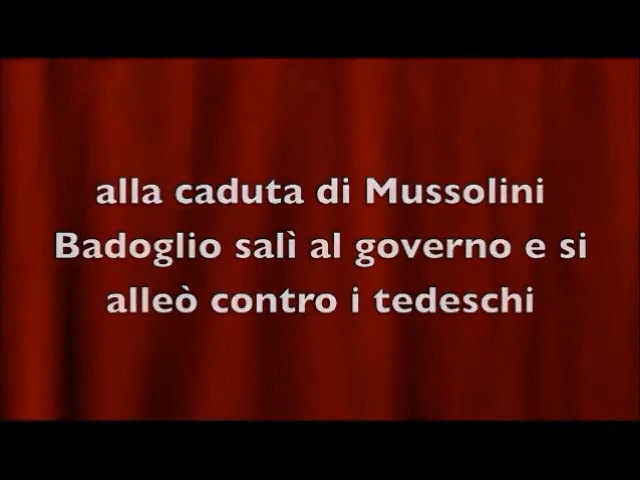 alla caduta di Mussolini
Badoglio salì al governo e si
alleò contro i tedeschi